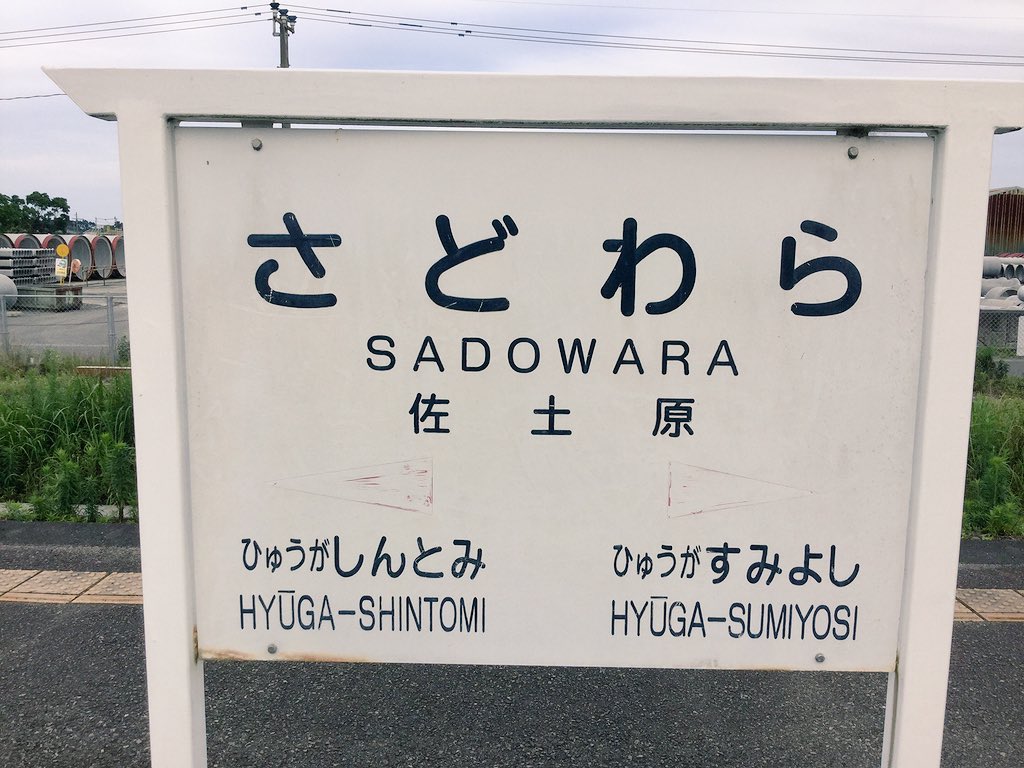 さどわら
SADOWARA
佐土原
ひゅうがしんとみ
HYŪGA-SHINTOMI
ひゅうがすみよし
HYŪGA-SUMIYOSI